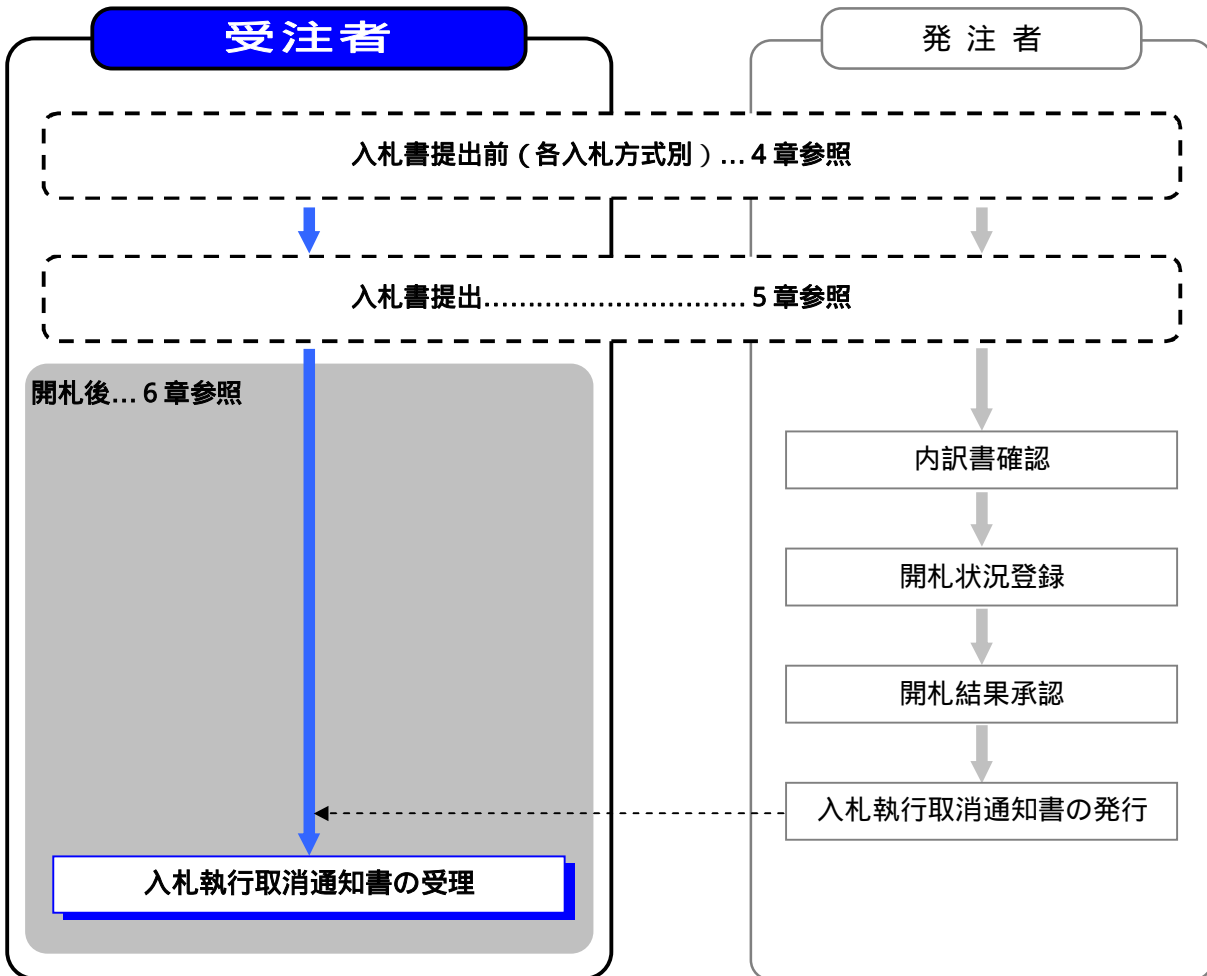 受注者
発 注 者
入札書提出前（各入札方式別）…４章参照
入札書提出…………………………５章参照
開札後…６章参照
内訳書確認
開札状況登録
開札結果承認
入札執行取消通知書の発行
入札執行取消通知書の受理